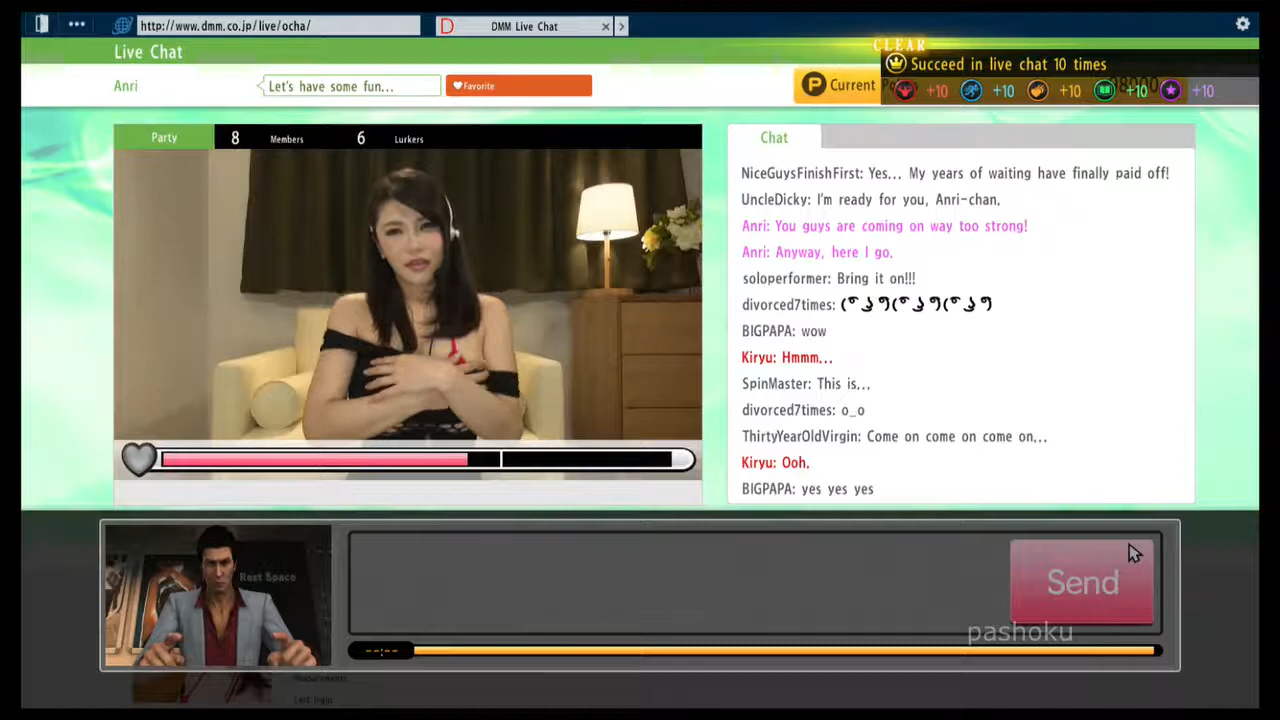 http://www.dmm.co.jp/live/ocha/
D DMM Live Chat
Live Chat
CLEAR
Succeed in live chat 10 times
Anri
Let's have some fun...
Favorite
P Current
+10 +10 +10 +10 +10
Party 8 Members 6 Lurkers
Chat
NiceGuysFinishFirst: Yes... My years of waiting have finally paid off!
UncleDicky: I'm ready for you, Anri-chan.
Anri: You guys are coming on way too strong!
Anri: Anyway, here I go.
soloperformer: Bring it on!!!
divorced7times: ( ͡° ͜ʖ ͡°)( ͡° ͜ʖ ͡°)( ͡° ͜ʖ ͡°)
BIGPAPA: wow
Kiryu: Hmmm...
SpinMaster: This is...
divorced7times: o_o
ThirtyYearOldVirgin: Come on come on come on...
Kiryu: Ooh.
BIGPAPA: yes yes yes
Rest Space
Send
pashoku
--:--
Last login